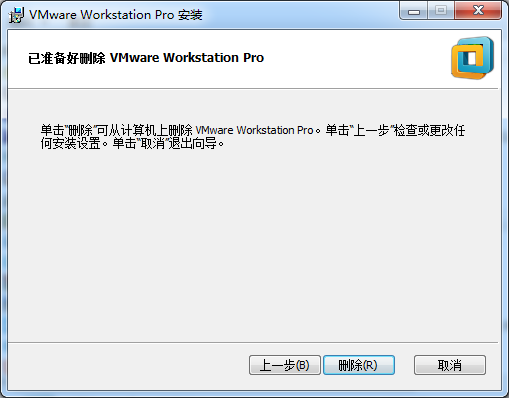 VMware Workstation Pro 安装
已准备好删除 VMware Workstation Pro
单击“删除”可从计算机上删除 VMware Workstation Pro。单击“上一步”检查或更改任
何安装设置。单击“取消”退出向导。
上一步(B) 删除(R) 取消